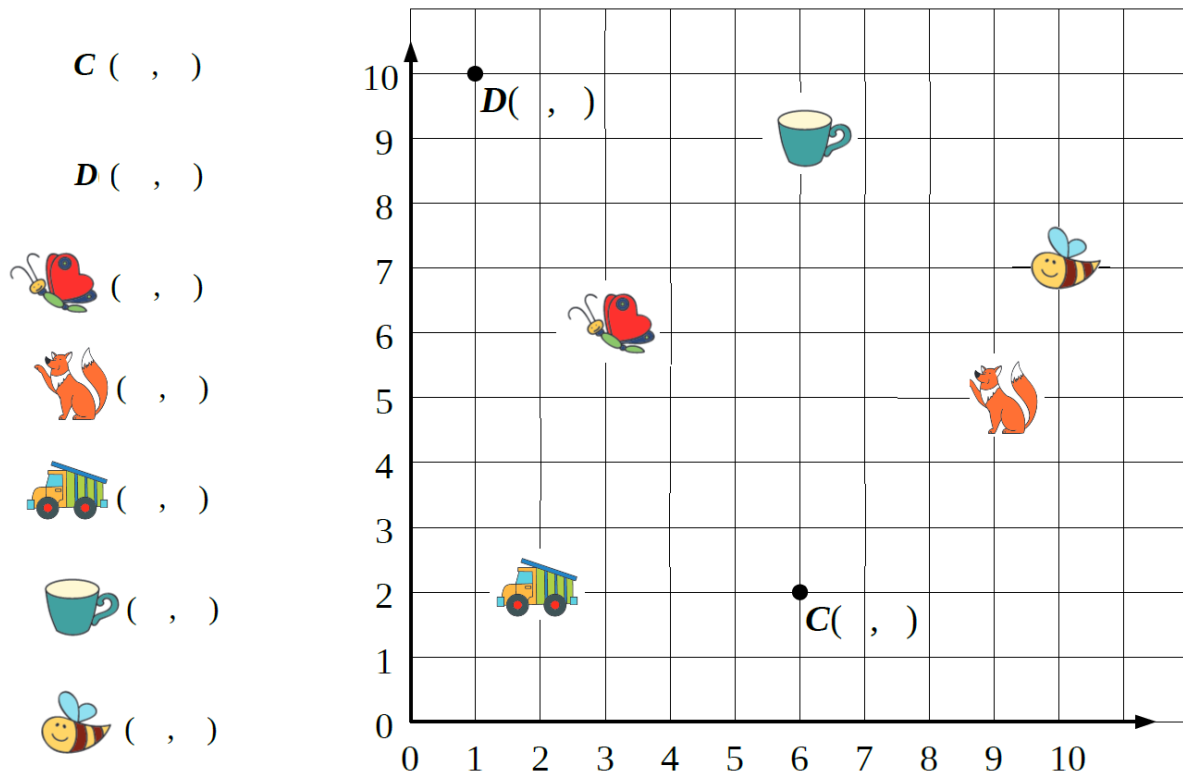 C ( , )
D ( , )
( , )
( , )
( , )
( , )
( , )
10
9
8
7
6
5
4
3
2
1
0
D( , )
C( , )
0 1 2 3 4 5 6 7 8 9 10